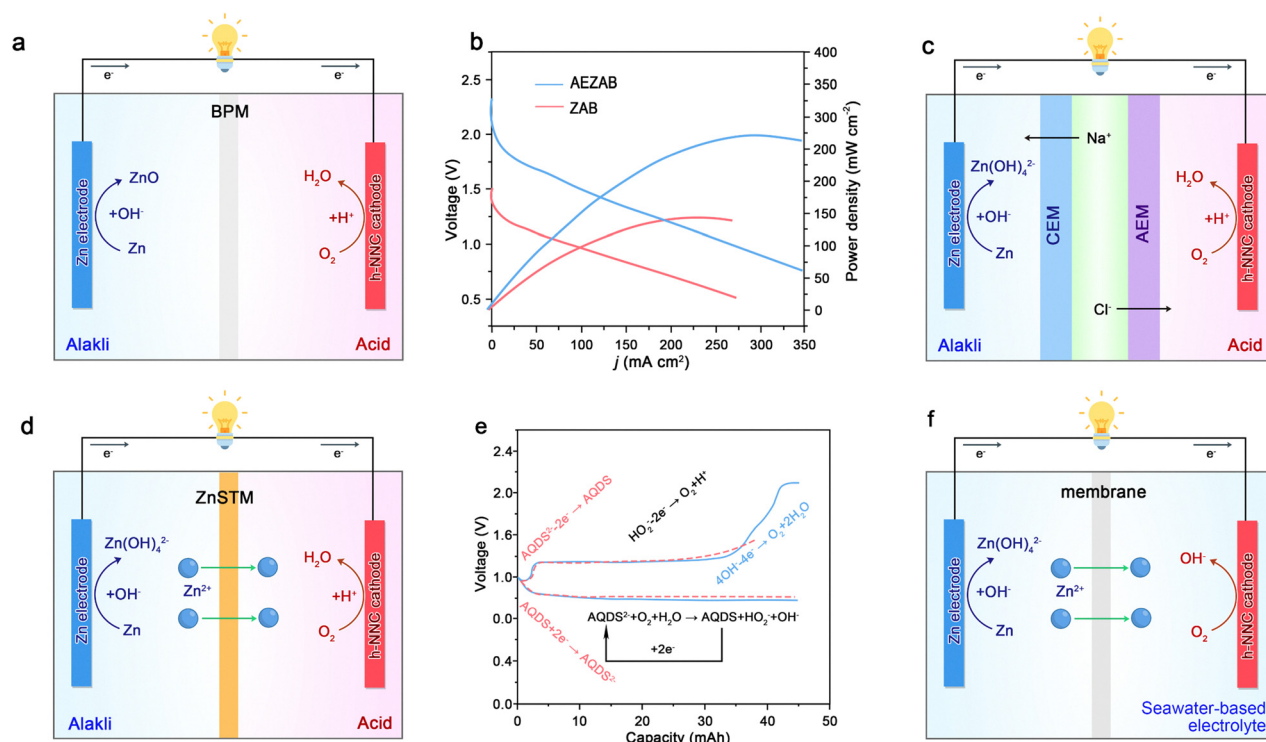 a
e-
e-
BPM
Zn electrode
ZnO
+OH-
Zn
H2O
+H+
O2
h-NNC cathode
Alakli
Acid
b
AEZAB
ZAB
Voltage (V)
2.5
2.0
1.5
1.0
0.5
400
350
300
250
200
150
100
50
0
Power density (mW cm-2)
0
50
100
150
200
250
300
350
j (mA cm2)
c
e-
e-
Na+
Zn electrode
Zn(OH)42-
+OH-
Zn
CEM
AEM
Cl-
H2O
+H+
O2
h-NNC cathode
Alakli
Acid
d
e-
e-
ZnSTM
Zn electrode
Zn(OH)42-
+OH-
Zn
Zn2+
H2O
+H+
O2
h-NNC cathode
Alakli
Acid
e
Voltage (V)
2.4
2.0
1.6
1.0
0.0
0.4
0.0
AQDS2--2e- → AQDS
HO2--2e- → O2+H+
4OH--4e- → O2+2H2O
AQDS2-+O2+H2O → AQDS+HO2-+OH-
+2e-
AQDS+2e- → AQDS2-
0
10
20
30
40
50
Capacity (mAh)
f
e-
e-
membrane
Zn electrode
Zn(OH)42-
+OH-
Zn
Zn2+
OH-
O2
h-NNC cathode
Seawater-based
electrolyte